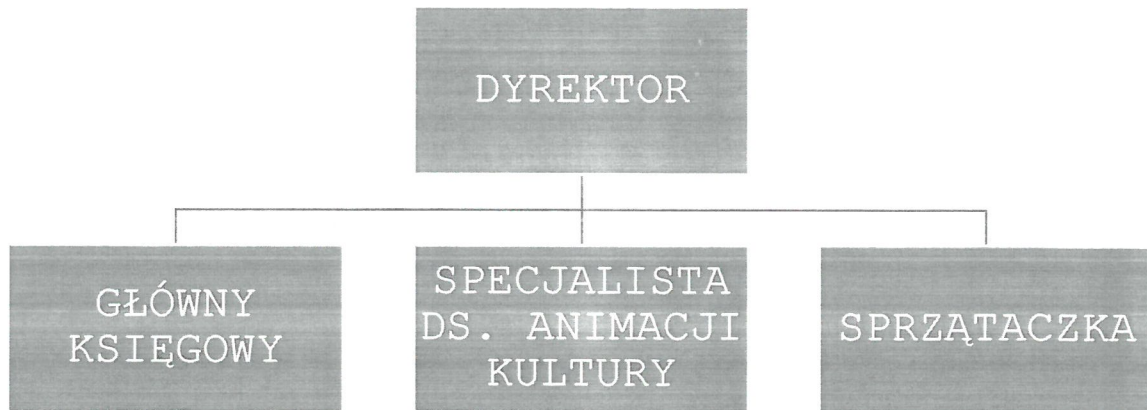 DYREKTOR
GŁÓWNY
KSIĘGOWY
SPECJALISTA
DS. ANIMACJI
KULTURY
SPRZĄTACZKA